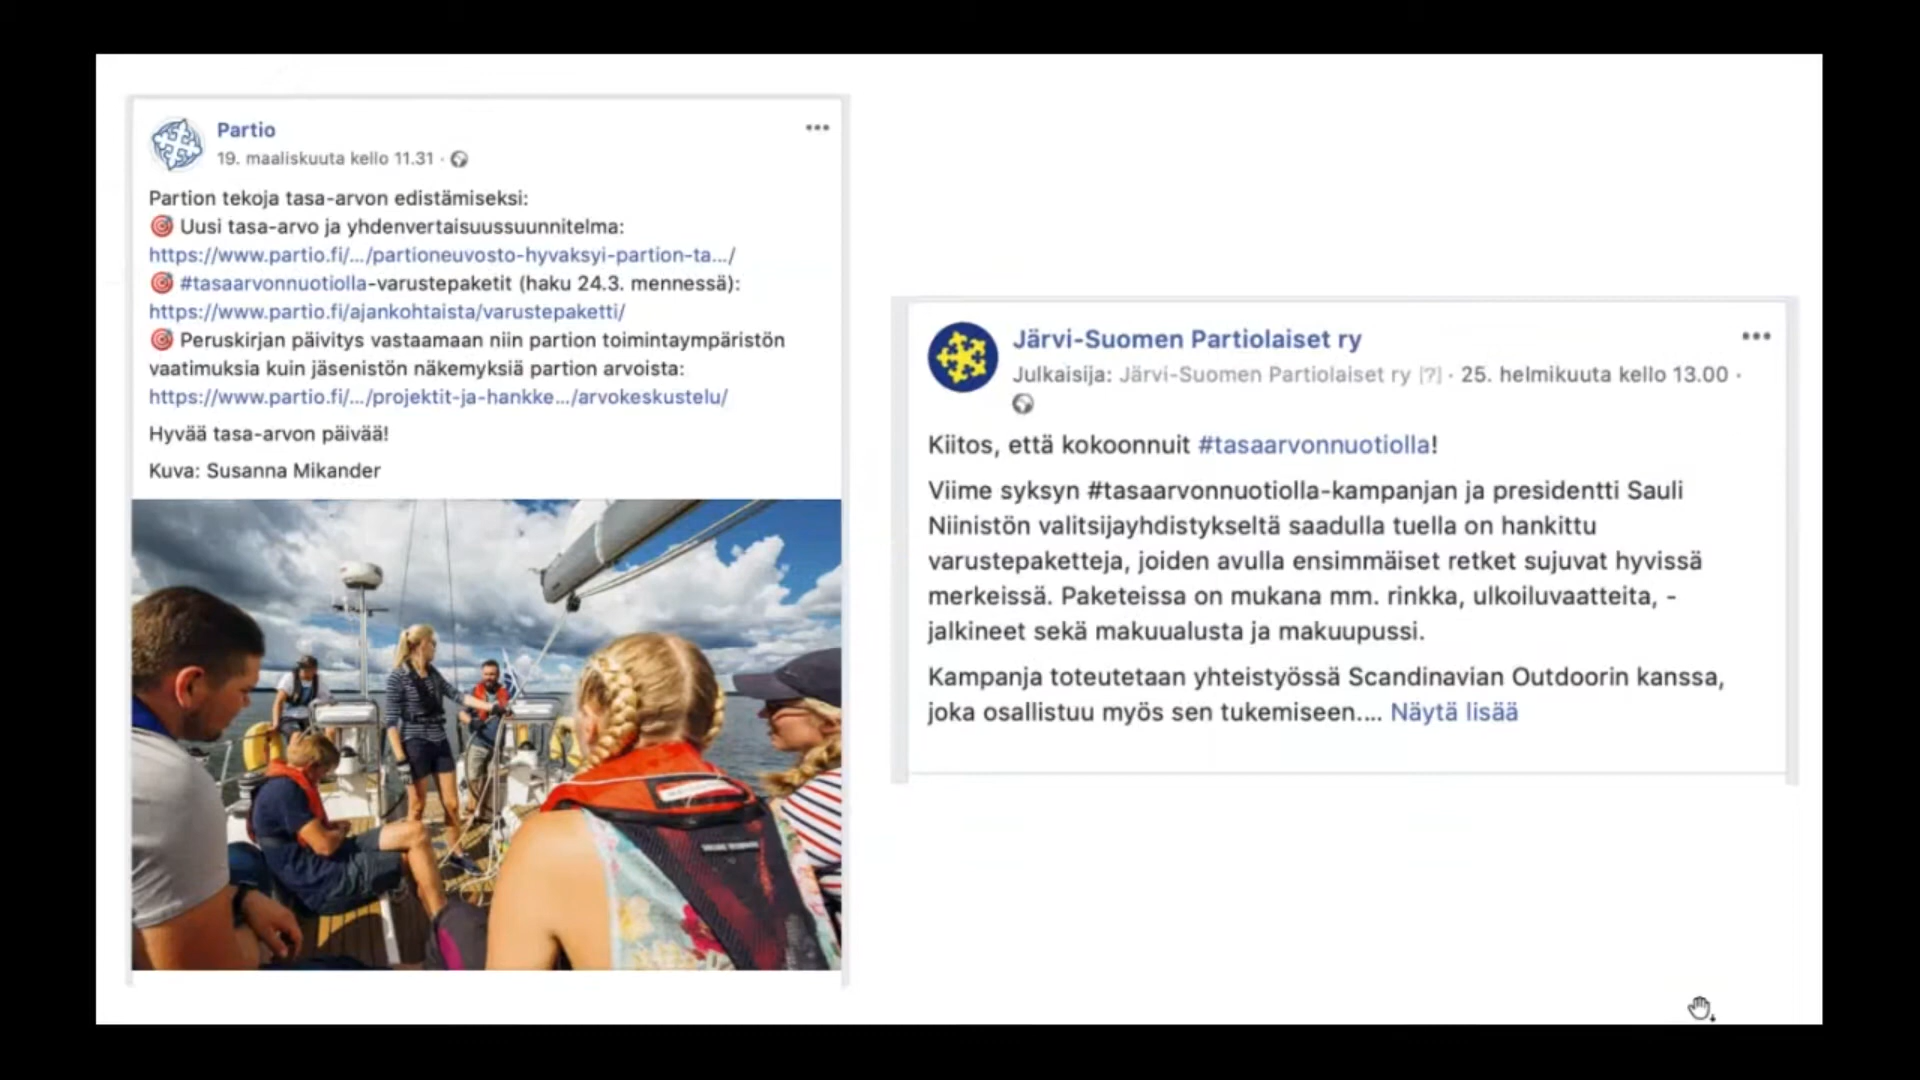 Partio
19. maaliskuuta kello 11.31 ·
Partion tekoja tasa-arvon edistämiseksi:
Uusi tasa-arvo ja yhdenvertaisuussuunnitelma:
https://www.partio.fi/.../partioneuvosto-hyvaksyi-partion-ta.../
#tasaarvonnuotiolla-varustepaketit (haku 24.3. mennessä):
https://www.partio.fi/ajankohtaista/varustepaketti/
Peruskirjan päivitys vastaamaan niin partion toimintaympäristön
vaatimuksia kuin jäsenistön näkemyksiä partion arvoista:
https://www.partio.fi/.../projektit-ja-hankke.../arvokeskustelu/
Hyvää tasa-arvon päivää!
Kuva: Susanna Mikander
Järvi-Suomen Partiolaiset ry
Julkaisija: Järvi-Suomen Partiolaiset ry [?] · 25. helmikuuta kello 13.00 ·
Kiitos, että kokoonnuit #tasaarvonnuotiolla!
Viime syksyn #tasaarvonnuotiolla-kampanjan ja presidentti Sauli
Niinistön valitsijayhdistykseltä saadulla tuella on hankittu
varustepaketteja, joiden avulla ensimmäiset retket sujuvat hyvissä
merkeissä. Paketeissa on mukana mm. rinkka, ulkoiluvaatteita, -
jalkineet sekä makuualusta ja makuupussi.
Kampanja toteutetaan yhteistyössä Scandinavian Outdoorin kanssa,
joka osallistuu myös sen tukemiseen.... Näytä lisää